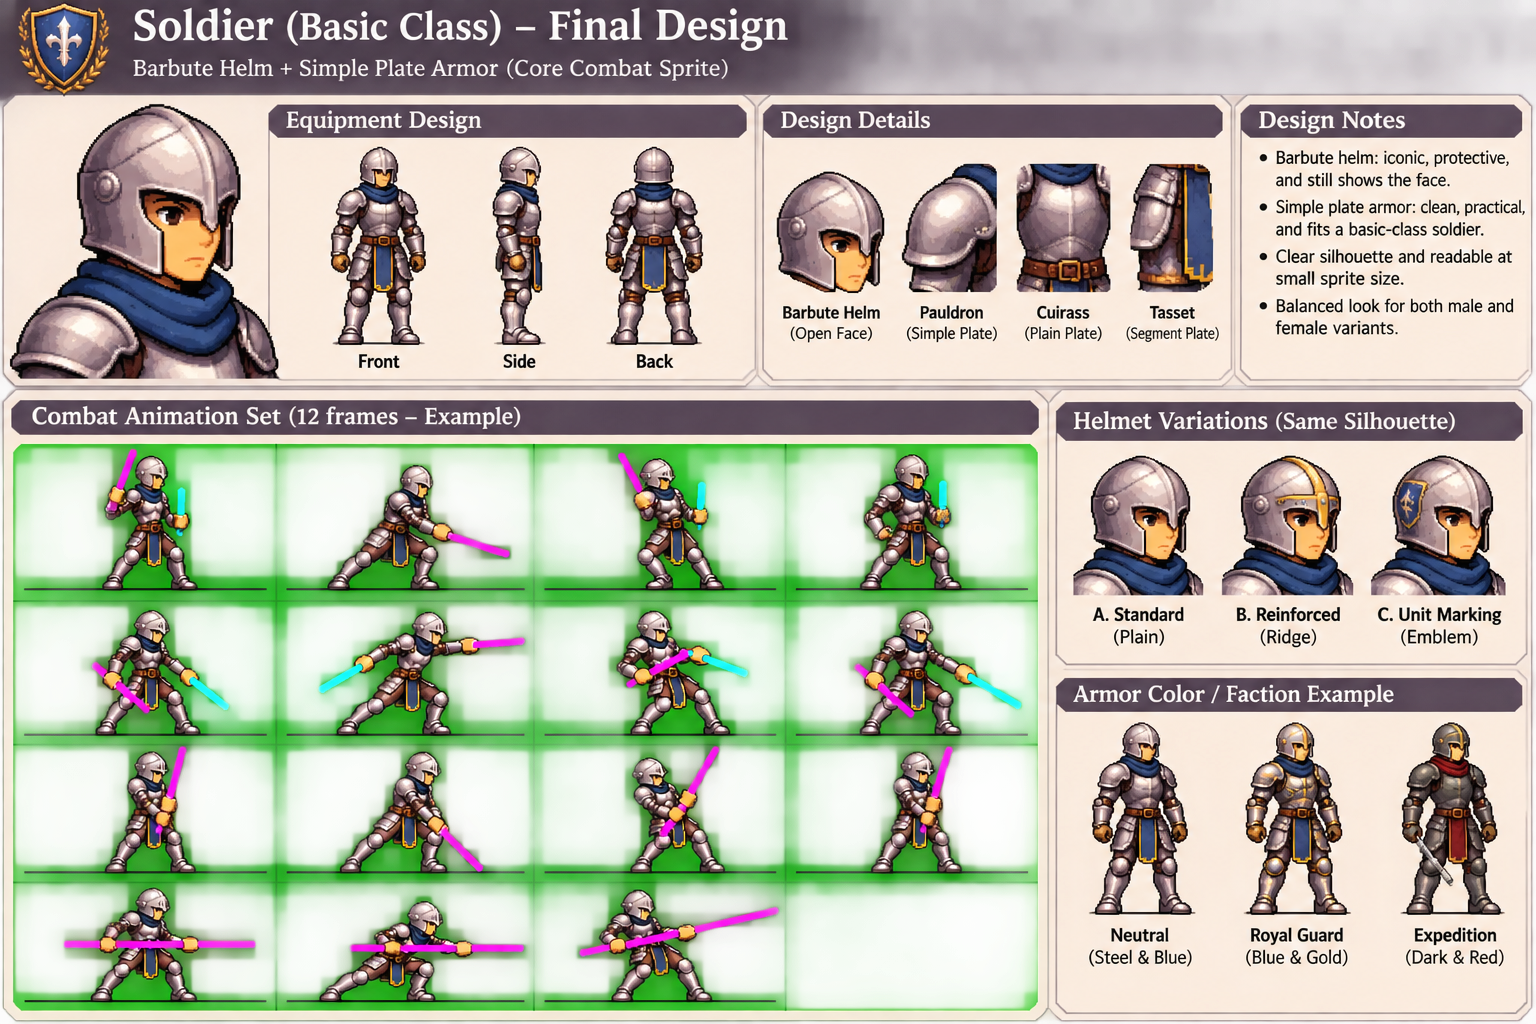 Soldier (Basic Class) – Final Design
Barbute Helm + Simple Plate Armor (Core Combat Sprite)
Equipment Design
Front
Side
Back
Design Details
Barbute Helm
(Open Face)
Pauldron
(Simple Plate)
Cuirass
(Plain Plate)
Tasset
(Segment Plate)
Design Notes
• Barbute helm: iconic, protective,
and still shows the face.
• Simple plate armor: clean, practical,
and fits a basic-class soldier.
• Clear silhouette and readable at
small sprite size.
• Balanced look for both male and
female variants.
Combat Animation Set (12 frames – Example)
Helmet Variations (Same Silhouette)
A. Standard
(Plain)
B. Reinforced
(Ridge)
C. Unit Marking
(Emblem)
Armor Color / Faction Example
Neutral
(Steel & Blue)
Royal Guard
(Blue & Gold)
Expedition
(Dark & Red)